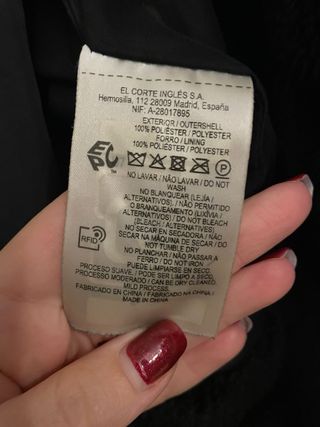 EL CORTE INGLÉS S.A.
Hermosilla, 112 28009 Madrid, España
NIF: A-28017895
EXTERIOR / OUTERSHELL
100% POLIÉSTER / POLYESTER
FORRO / LINING
100% POLIÉSTER / POLYESTER
EPC
P
NO LAVAR / NÃO LAVAR / DO NOT
WASH
NO BLANQUEAR (LEJÍA /
ALTERNATIVOS), / NÃO PERMITIDO
O BRANQUEAMENTO (LIXÍVIA /
ALTERNATIVOS) / DO NOT BLEACH
(BLEACH / ALTERNATIVES)
NO SECAR EN SECADORA / NÃO
SECAR NA MÁQUINA DE SECAR / DO
NOT TUMBLE DRY
RFID
NO PLANCHAR / NÃO PASSAR A
FERRO / DO NOT IRON
PUEDE LIMPIARSE EN SECO.
PROCESO SUAVE. / PODE LIMPAR A SECO.
PROCESSO MODERADO / CAN BE DRY CLEANED.
MILD PROCESS.
FABRICADO EN CHINA / FABRICADO NA CHINA /
MADE IN CHINA